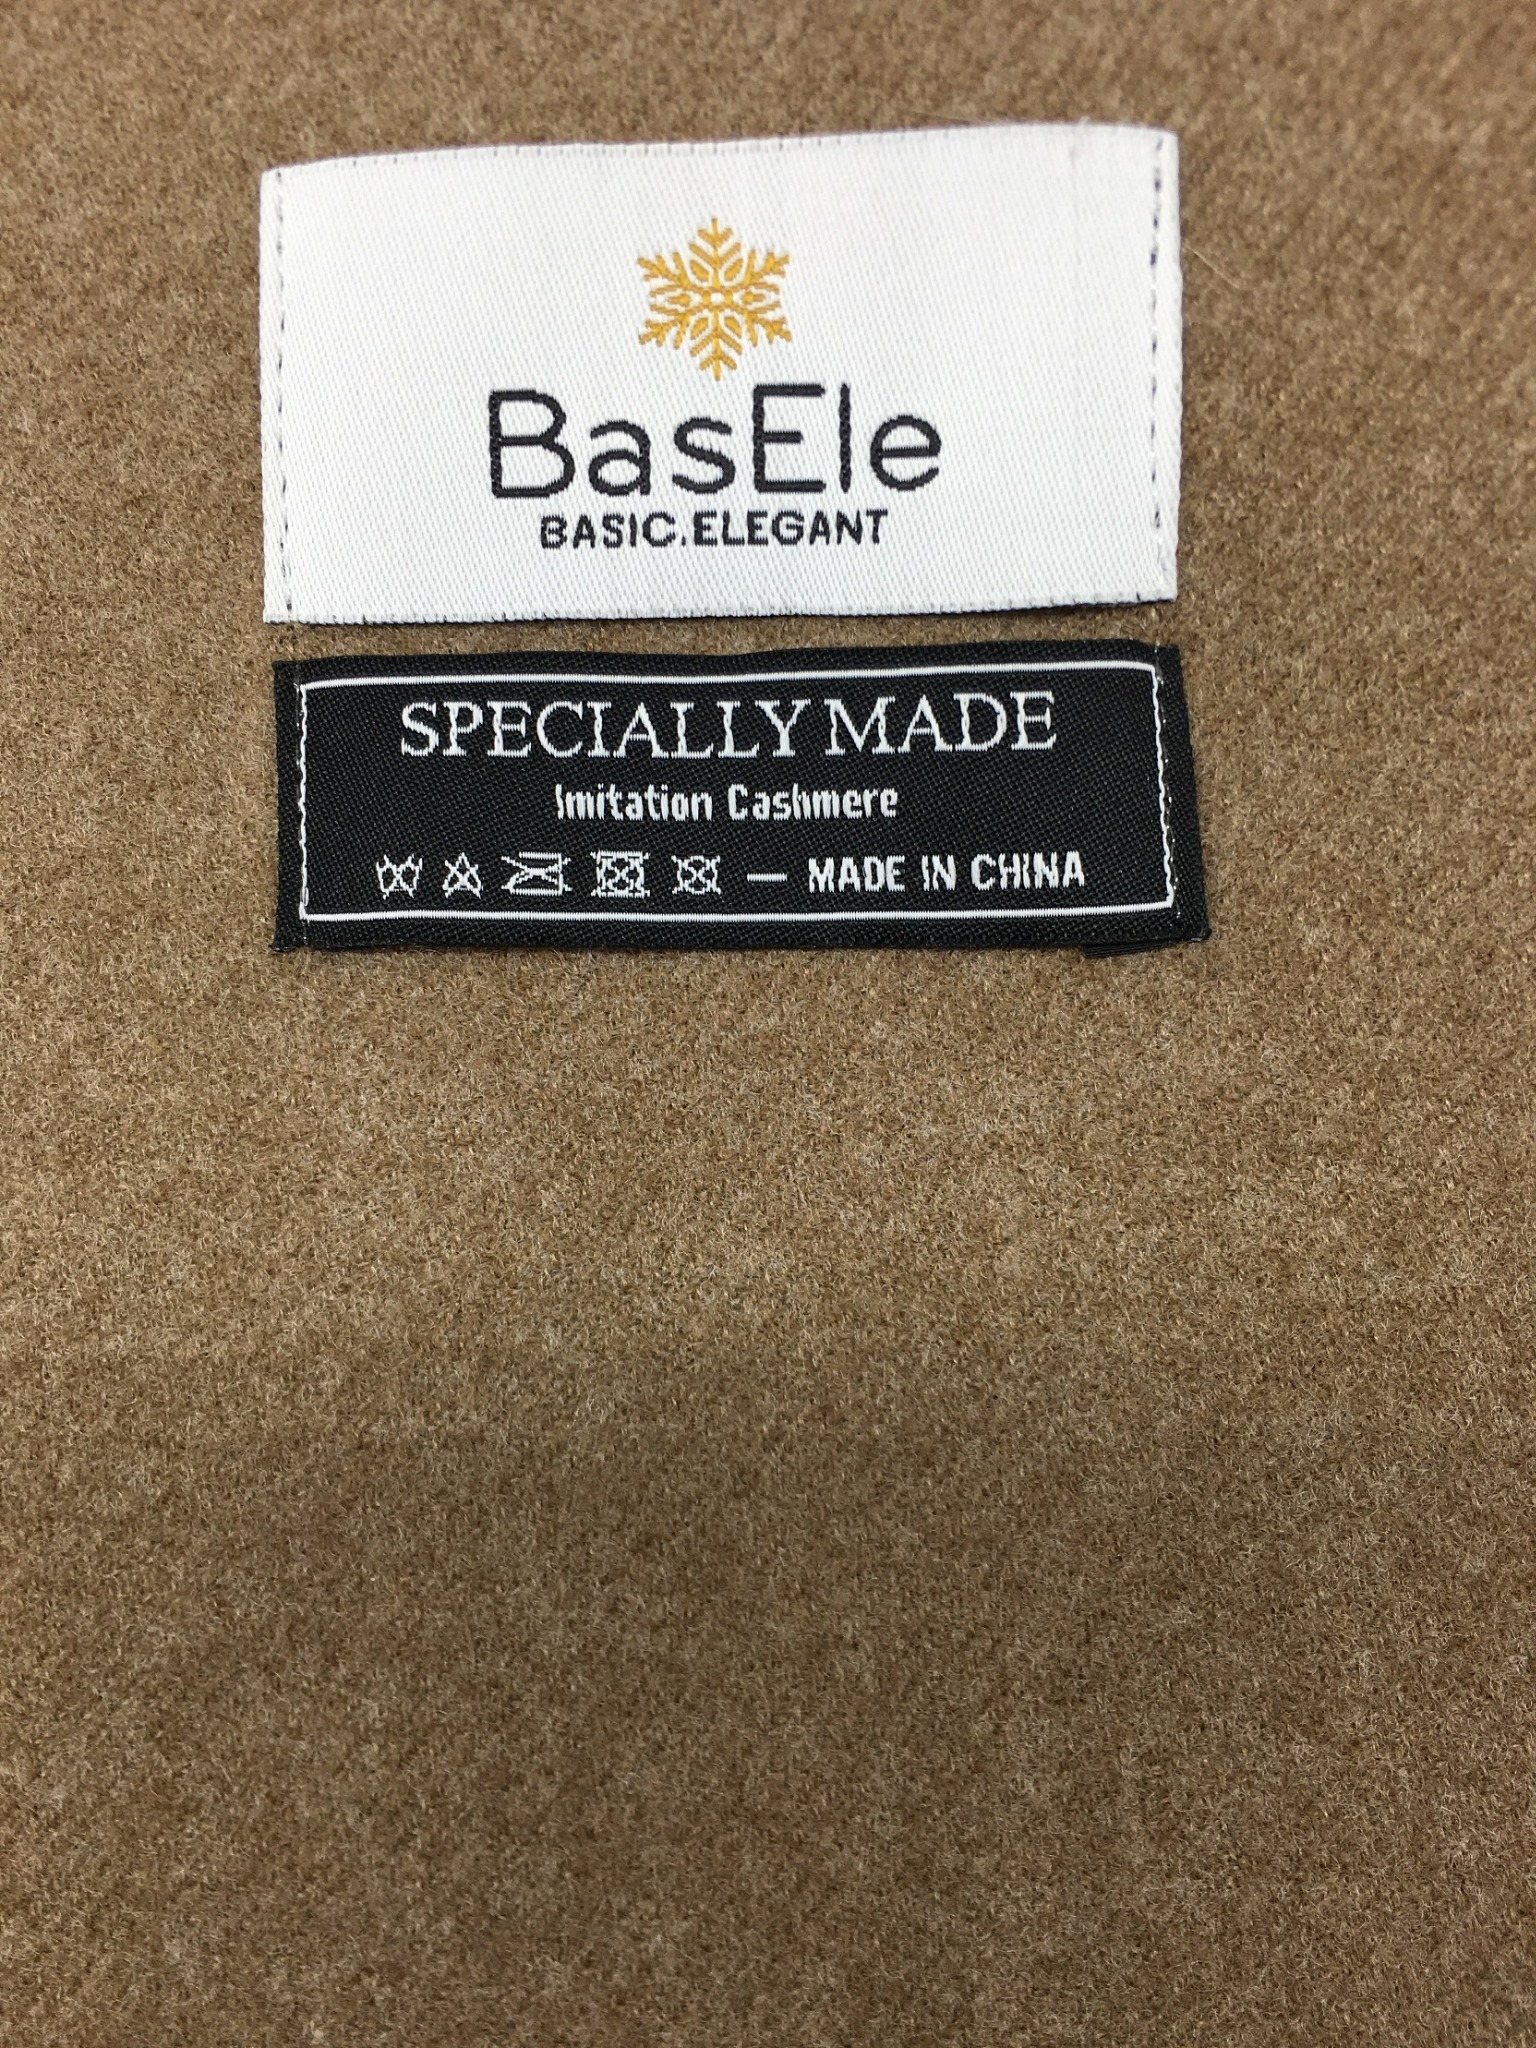 BasEle
BASIC.ELEGANT
SPECIALLY MADE
Imitation Cashmere
— MADE IN CHINA